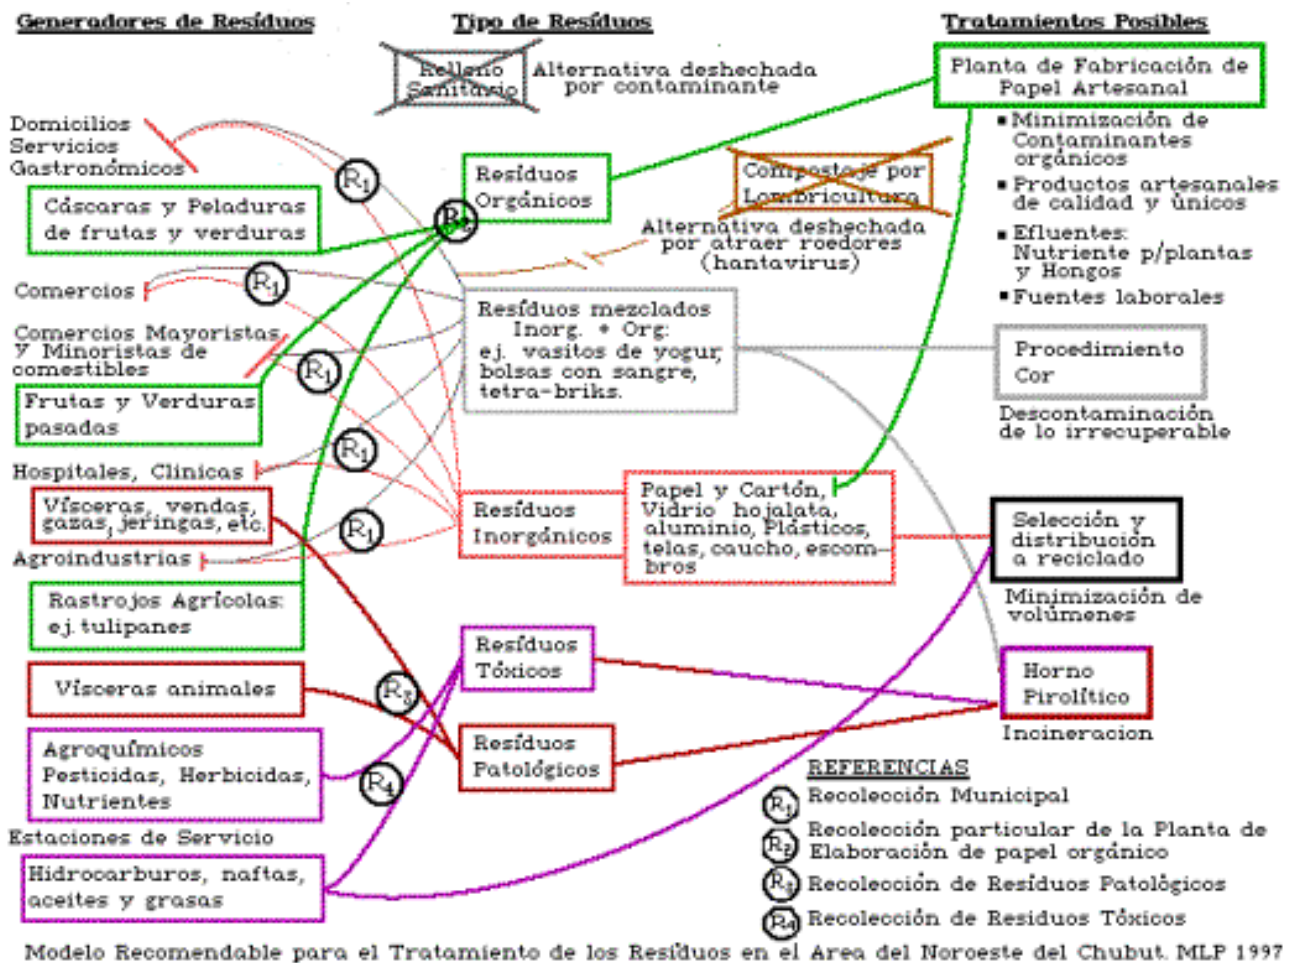 Generadores de Resíduos
Tipo de Resíduos
Tratamientos Posibles
Relleno
Sanitario
Alternativa deshechada
por contaminante
Planta de Fabricación de
Papel Artesanal
Minimización de
Contaminantes
orgánicos
Productos artesanales
de calidad y únicos
Efluentes:
Nutriente p/plantas
y Hongos
Fuentes laborales
Domicilios
Servicios
Gastronómicos
R1
Cáscaras y Peladuras
de frutas y verduras
R2
Resíduos
Orgánicos
Compostaje por
Lombricultura
Alternativa deshechada
por atraer roedores
(hantavirus)
Comercios
R1
Comercios Mayoristas
y Minoristas de
comestibles
R1
Frutas y Verduras
pasadas
Resíduos mezclados
Inorg. + Org:
ej. vasitos de yogur,
bolsas con sangre,
tetra-briks.
Procedimiento
Cor
Descontaminación
de lo irrecuperable
Hospitales, Clínicas
R1
Vísceras, vendas,
gazas, jeringas, etc.
Agroindustrias
R1
Resíduos
Inorgánicos
Papel y Cartón,
Vidrio hojalata,
aluminio, Plásticos,
telas, caucho, escom-
bros
Selección y
distribución
a reciclado
Minimización de
volúmenes
Rastrojos Agrícolas:
ej. tulipanes
Resíduos
Tóxicos
Horno
Pirolítico
Incineracion
Vísceras animales
R3
Resíduos
Patológicos
Agroquímicos
Pesticidas, Herbicidas,
Nutrientes
R4
Estaciones de Servicio
Hidrocarburos, naftas,
aceites y grasas
REFERENCIAS
R1 Recolección Municipal
R2 Recolección particular de la Planta de
Elaboración de papel orgánico
R3 Recolección de Resíduos Patológicos
R4 Recolección de Residuos Tóxicos
Modelo Recomendable para el Tratamiento de los Resíduos en el Area del Noroeste del Chubut. MLP 1997